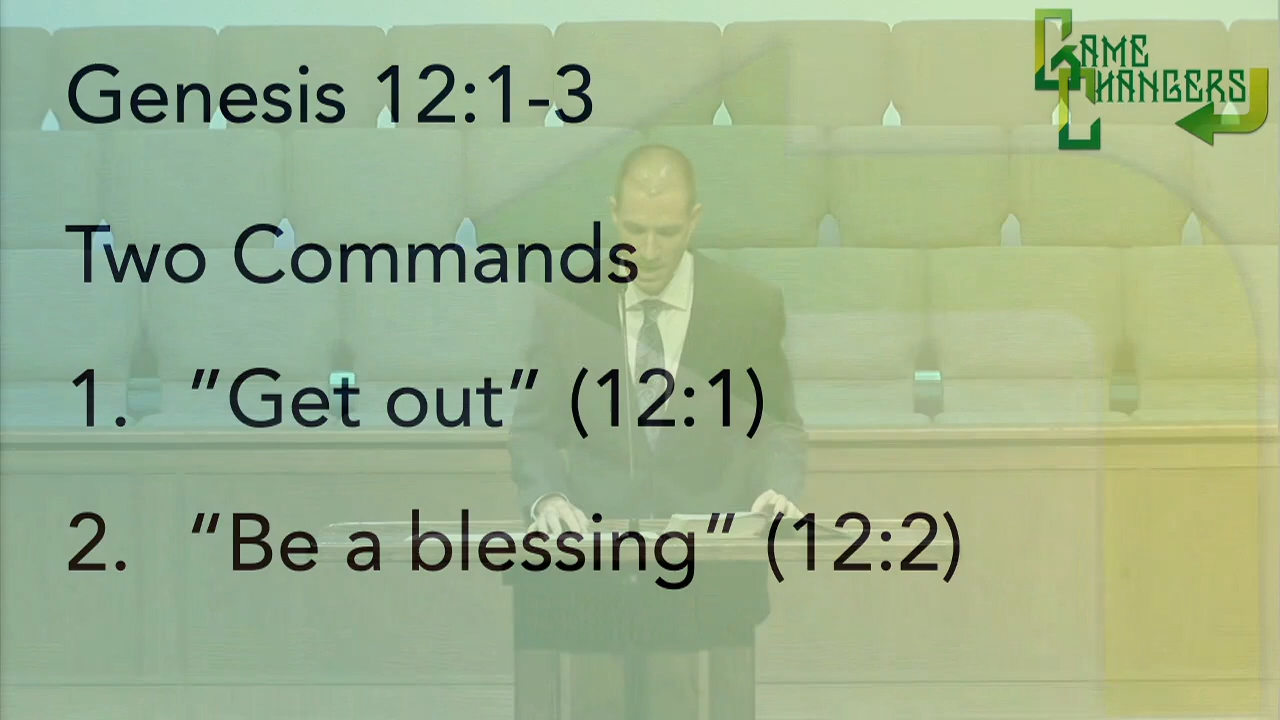 Genesis 12:1-3
GAME
CHANGERS
Two Commands
1. ”Get out” (12:1)
2. “Be a blessing” (12:2)